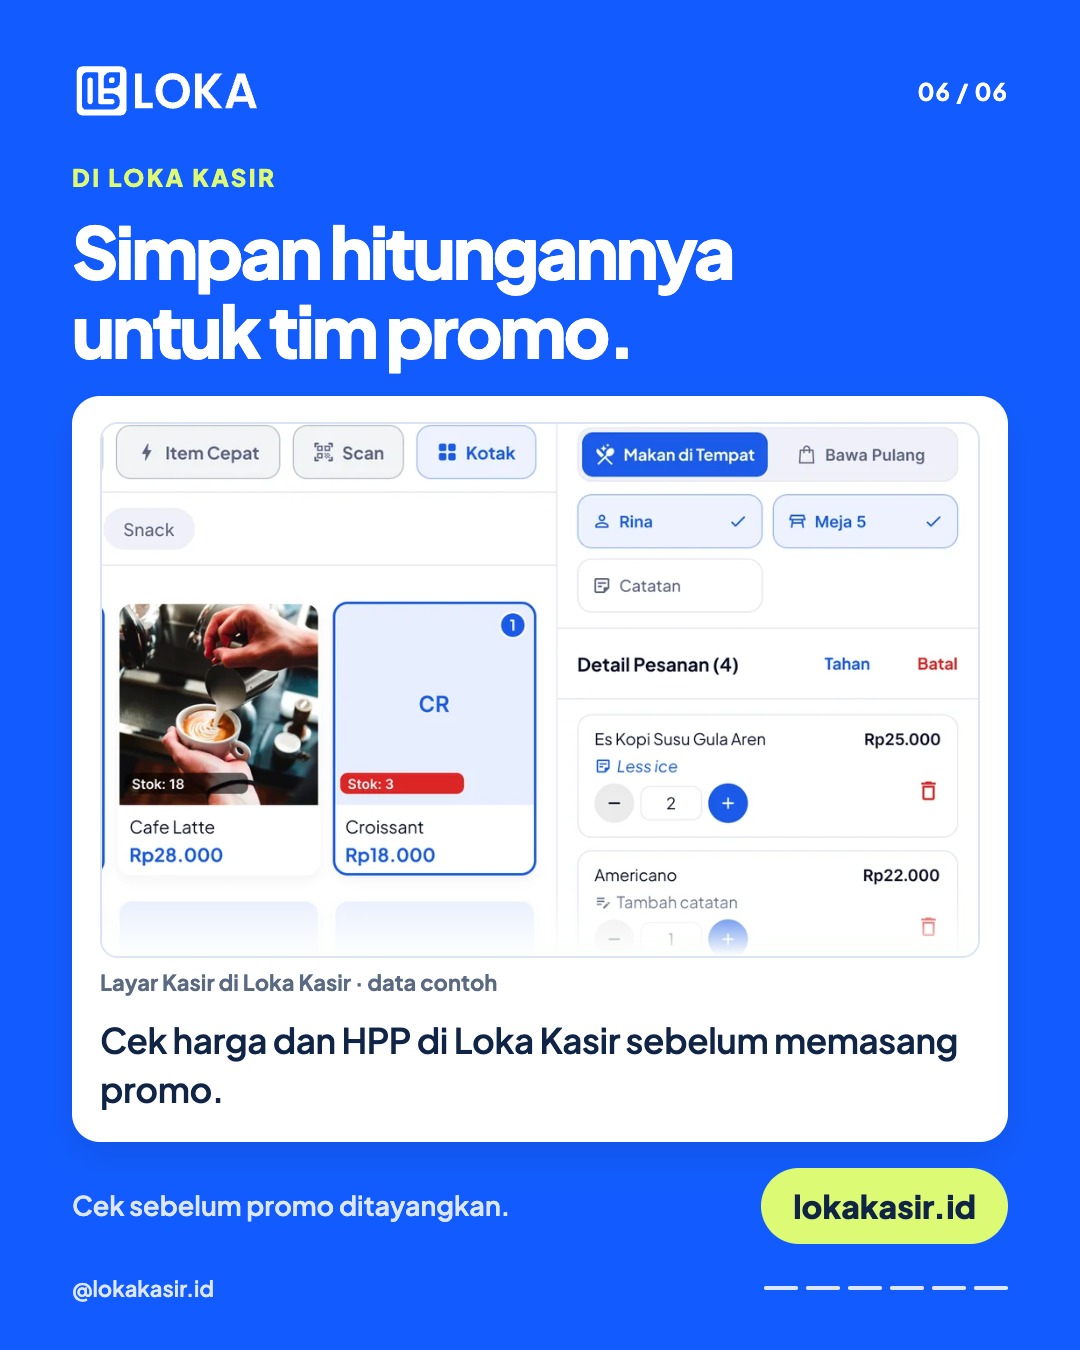 LOKA
06 / 06
DI LOKA KASIR
Simpan hitungannya
untuk tim promo.
Item Cepat
Scan
Kotak
Snack
Stok: 18
Cafe Latte
Rp28.000
1
CR
Stok: 3
Croissant
Rp18.000
Makan di Tempat
Bawa Pulang
Rina
Meja 5
Catatan
Detail Pesanan (4)
Tahan
Batal
Es Kopi Susu Gula Aren
Rp25.000
Less ice
2
Americano
Rp22.000
Tambah catatan
1
Layar Kasir di Loka Kasir · data contoh
Cek harga dan HPP di Loka Kasir sebelum memasang
promo.
Cek sebelum promo ditayangkan.
lokakasir.id
@lokakasir.id